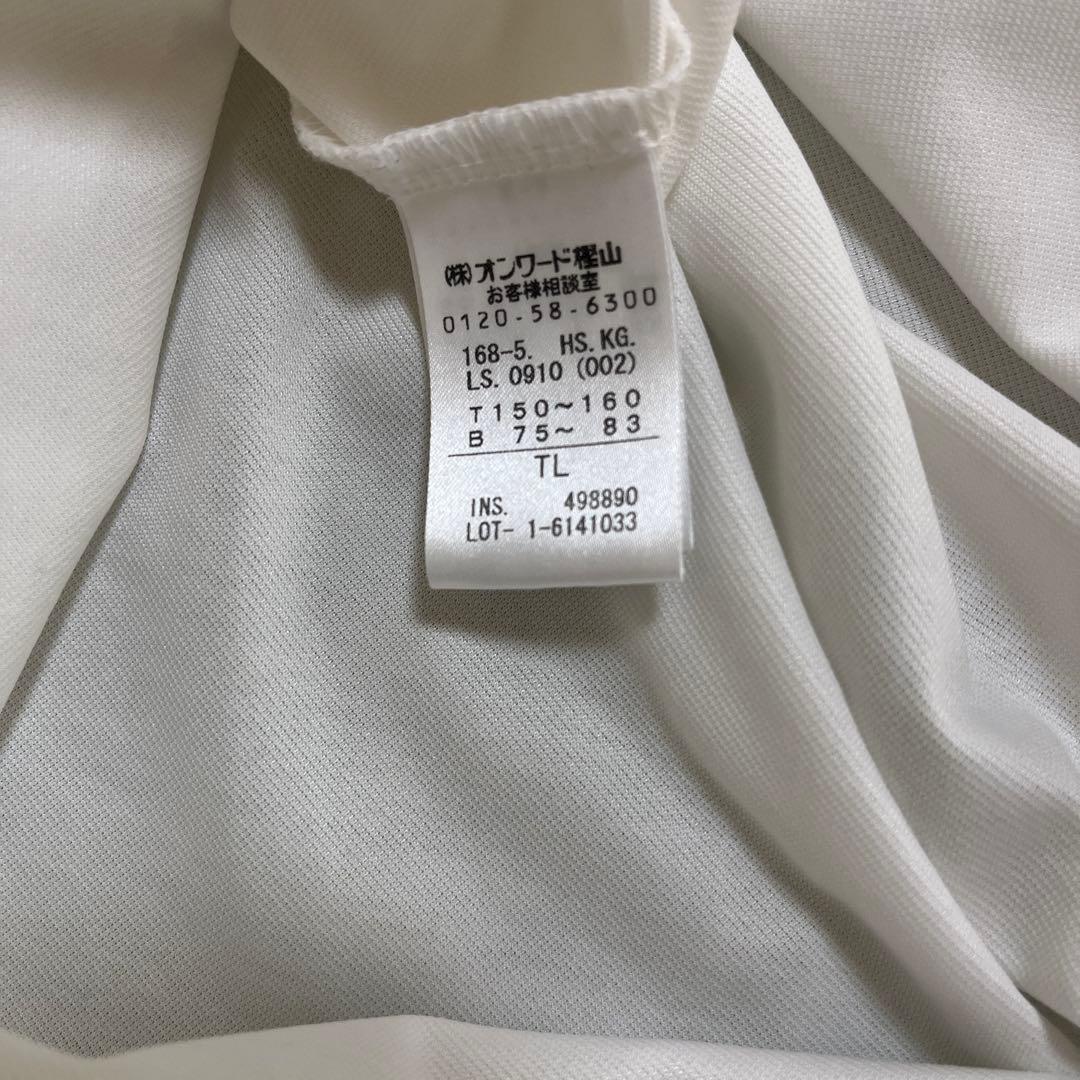 (株)オンワード樫山
お客様相談室
0120-58-6300
168-5. HS.KG.
LS. 0910 (002)
T 150～160
B 75～ 83
TL
INS. 498890
LOT- 1-6141033